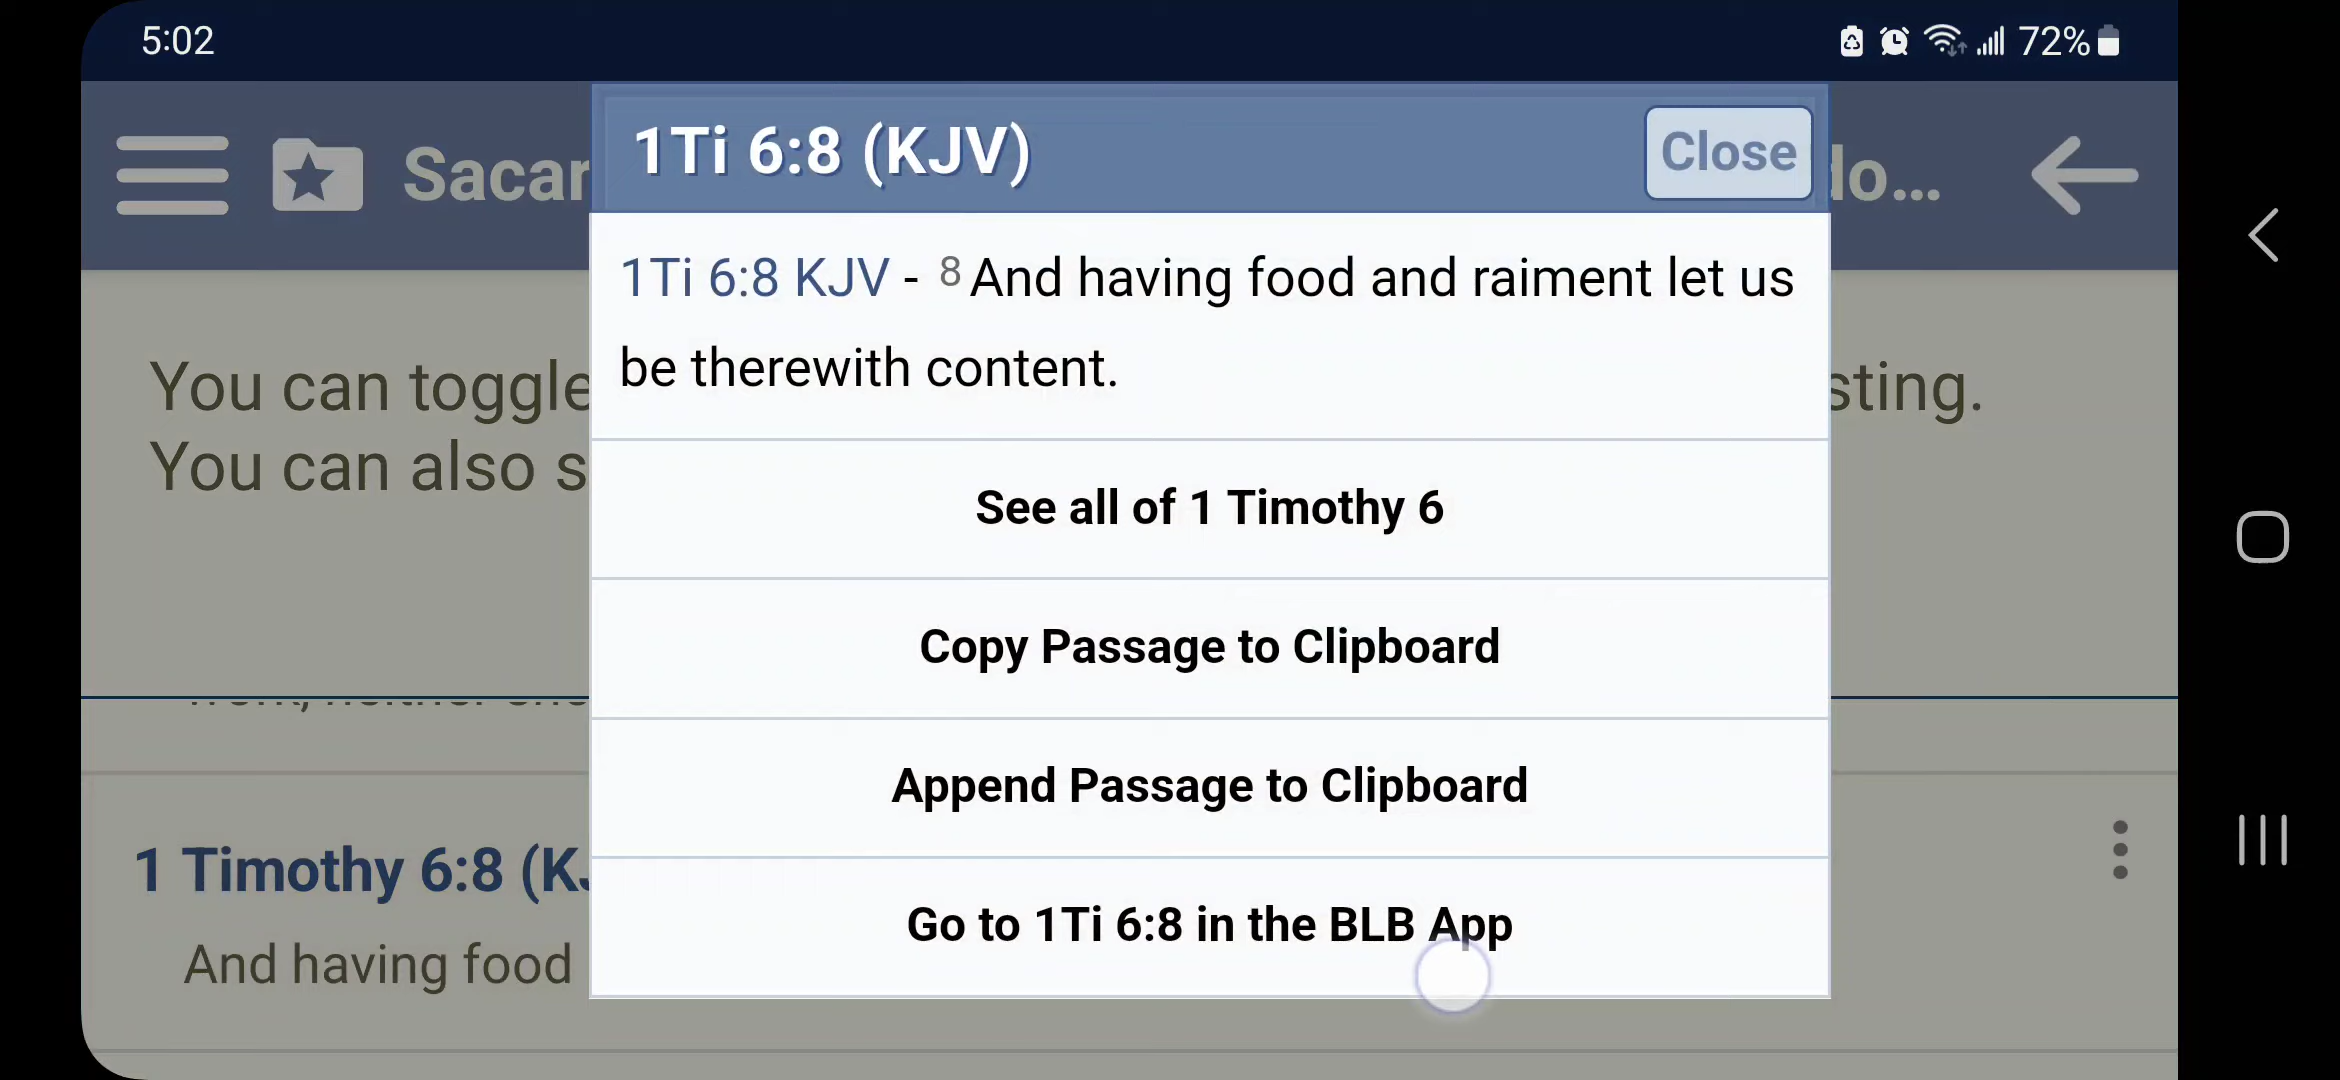 5:02
72%
Sacar
1Ti 6:8 (KJV)
Close
do...
1Ti 6:8 KJV - 8 And having food and raiment let us
be therewith content.
You can toggle
sting.
You can also s
See all of 1 Timothy 6
Copy Passage to Clipboard
Append Passage to Clipboard
1 Timothy 6:8 (KJ
Go to 1Ti 6:8 in the BLB App
And having food